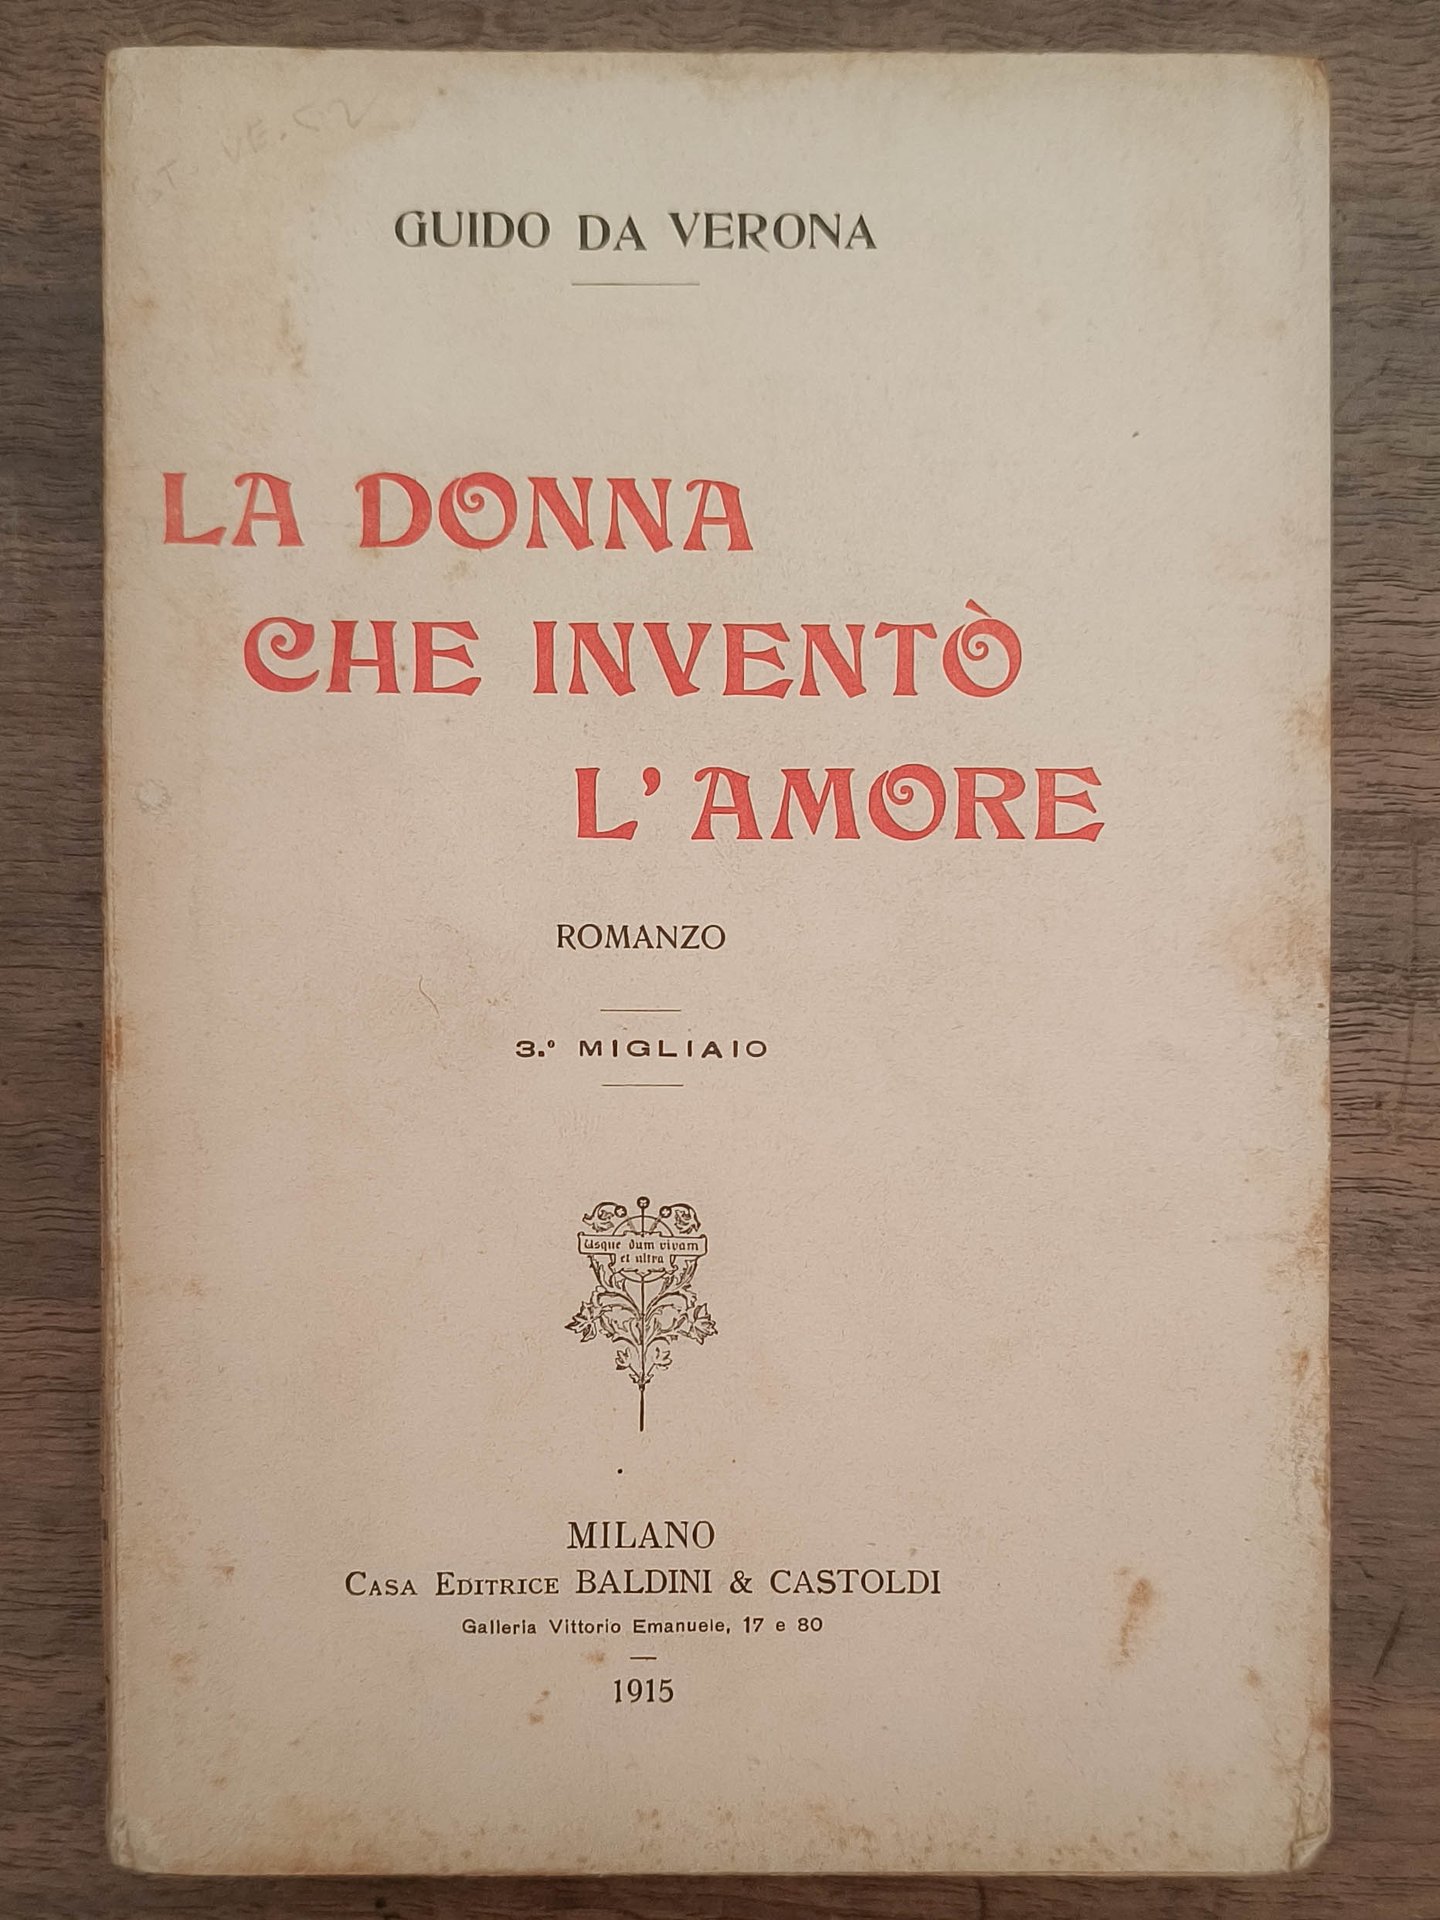 GUIDO DA VERONA
LA DONNA
CHE INVENTÒ
L'AMORE
ROMANZO
3.º MIGLIAIO
Usque dum vivam
et ultra
MILANO
CASA EDITRICE BALDINI & CASTOLDI
Galleria Vittorio Emanuele, 17 e 80
1915